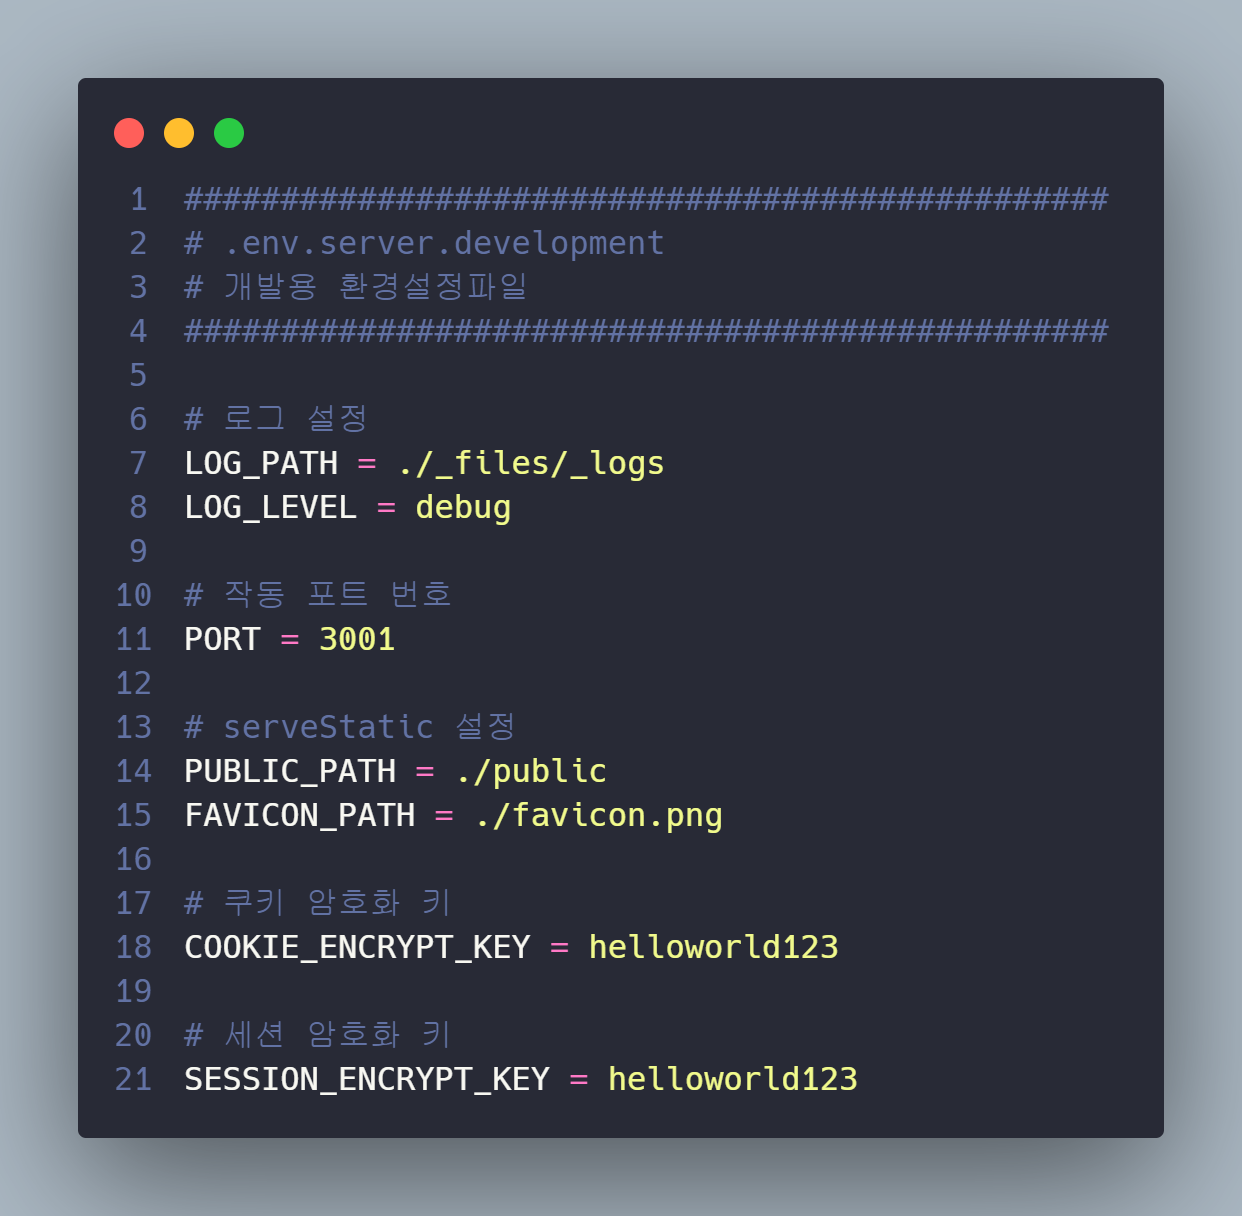 1 ################################################
2 # .env.server.development
3 # 개발용 환경설정파일
4 ################################################
5
6 # 로그 설정
7 LOG_PATH = ./_files/_logs
8 LOG_LEVEL = debug
9
10 # 작동 포트 번호
11 PORT = 3001
12
13 # serveStatic 설정
14 PUBLIC_PATH = ./public
15 FAVICON_PATH = ./favicon.png
16
17 # 쿠키 암호화 키
18 COOKIE_ENCRYPT_KEY = helloworld123
19
20 # 세션 암호화 키
21 SESSION_ENCRYPT_KEY = helloworld123